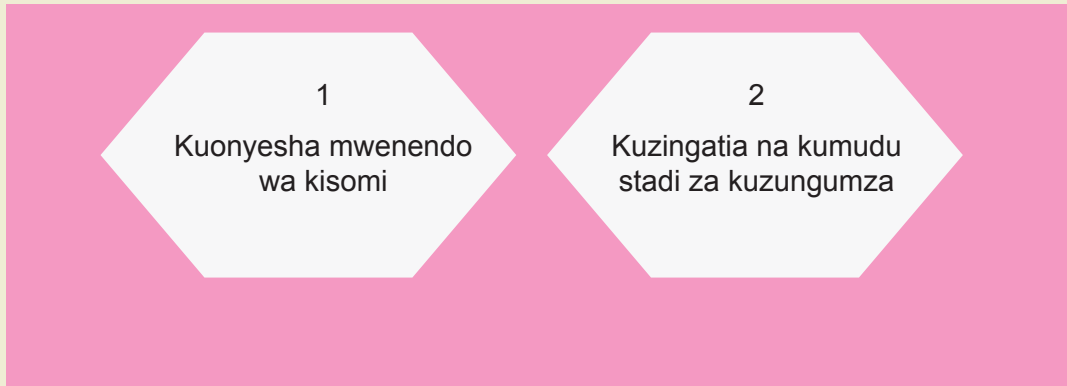 1
Kuonyesha mwenendo
wa kisomi
2
Kuzingatia na kumudu
stadi za kuzungumza